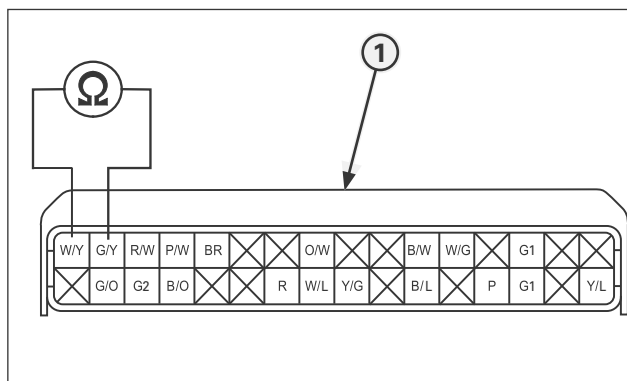 1
Ω
W/Y G/Y R/W P/W BR O/W B/W W/G G1
G/O G2 B/O R W/L Y/G B/L P G1 Y/L